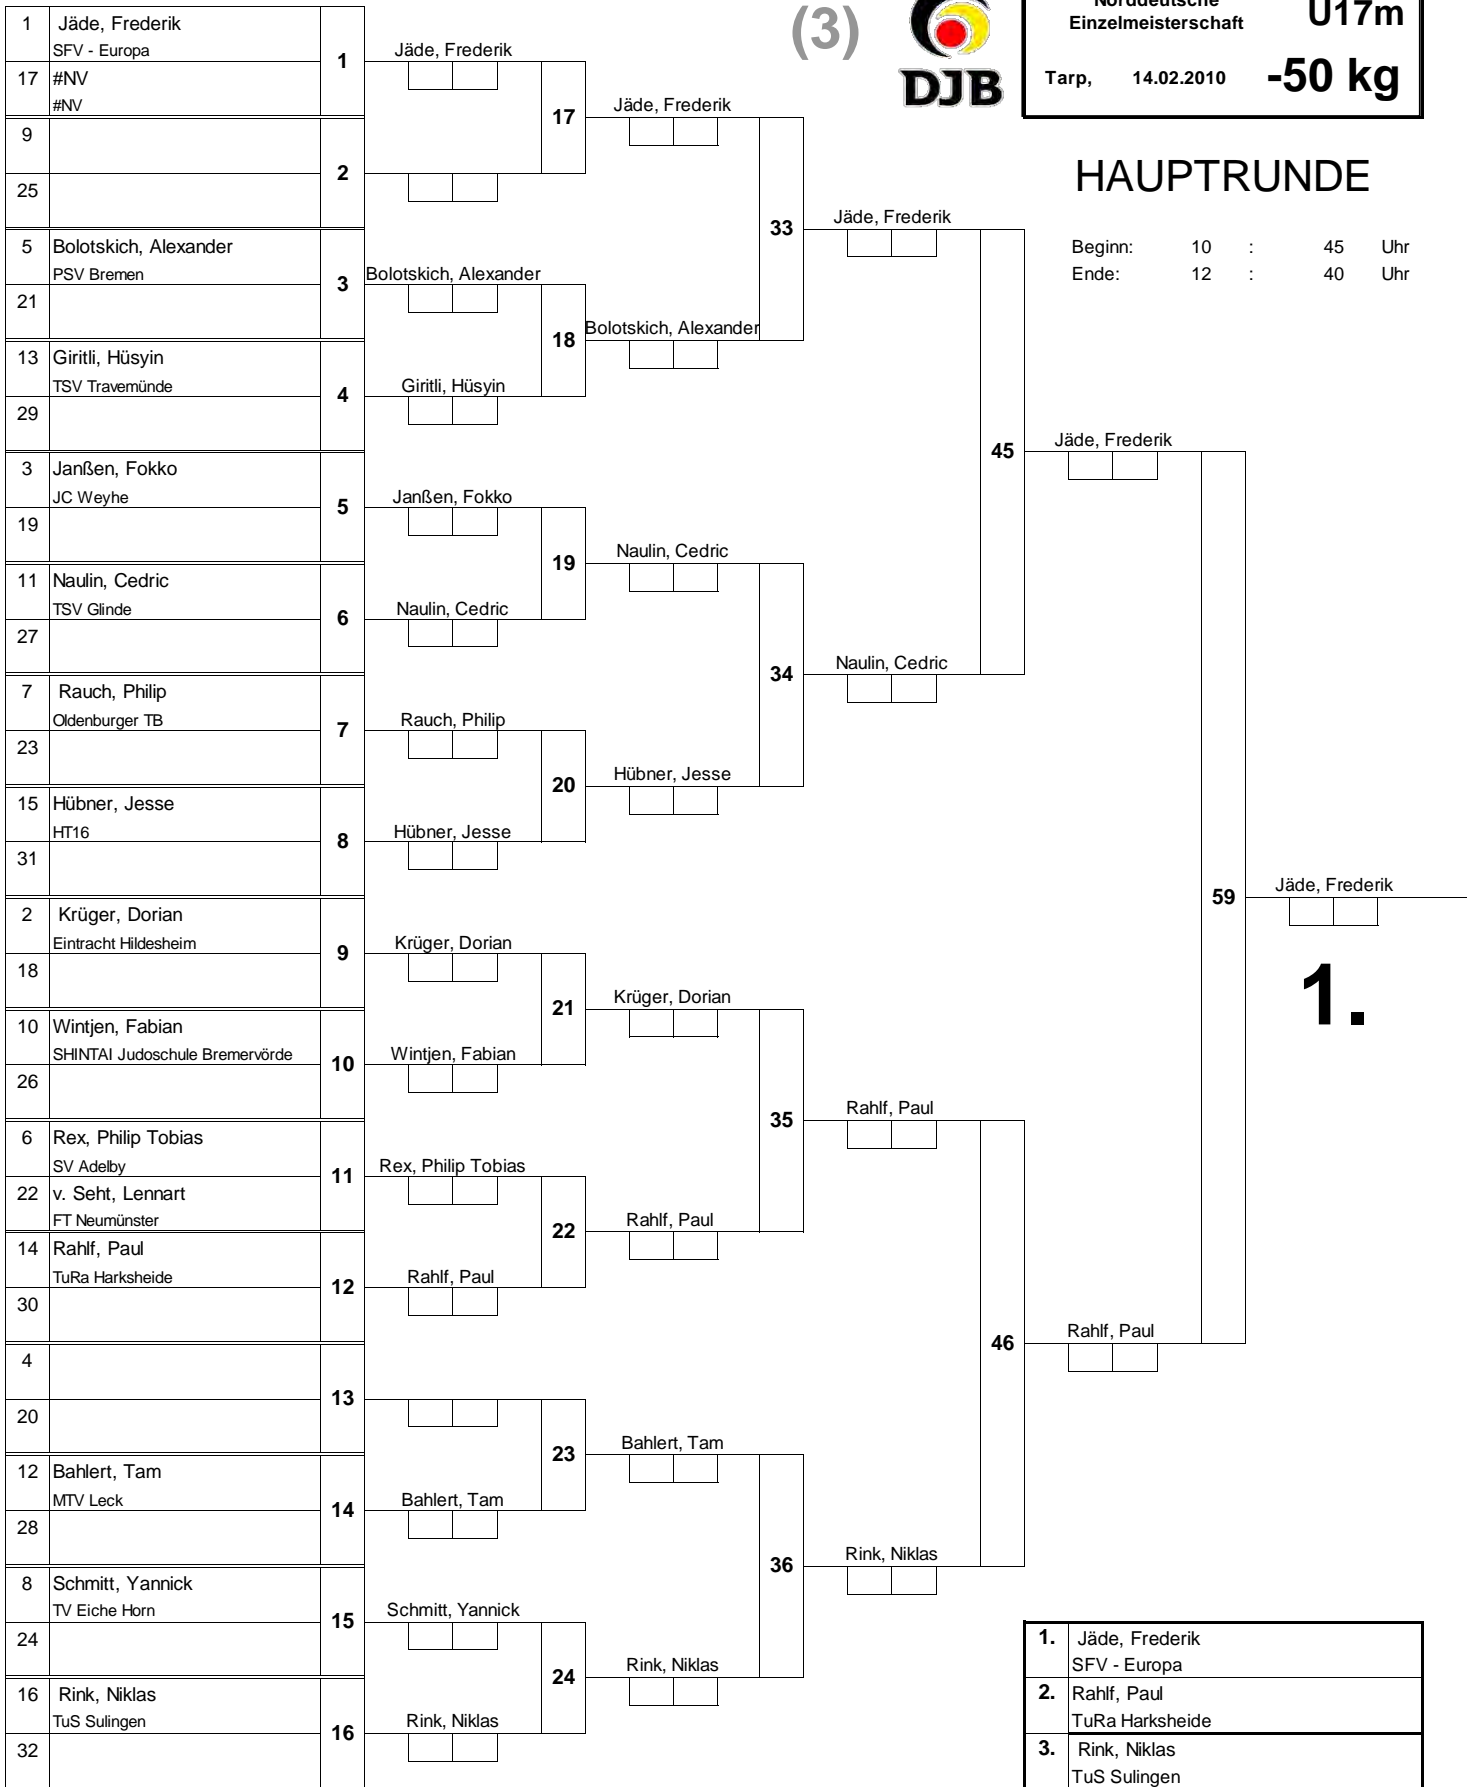 (3)
DJB
Norddeutsche
Einzelmeisterschaft
U17m
Tarp, 14.02.2010 -50 kg
HAUPTRUNDE
Beginn: 10 : 45 Uhr
Ende: 12 : 40 Uhr
1 Jäde, Frederik
SFV - Europa
17 #NV
#NV
1
9
25
2
5 Bolotskich, Alexander
PSV Bremen
21
3
13 Giritli, Hüsyin
TSV Travemünde
29
4
3 Janßen, Fokko
JC Weyhe
19
5
11 Naulin, Cedric
TSV Glinde
27
6
7 Rauch, Philip
Oldenburger TB
23
7
15 Hübner, Jesse
HT16
31
8
2 Krüger, Dorian
Eintracht Hildesheim
18
9
10 Wintjen, Fabian
SHINTAI Judoschule Bremervörde
26
10
6 Rex, Philip Tobias
SV Adelby
22 v. Seht, Lennart
FT Neumünster
11
14 Rahlf, Paul
TuRa Harksheide
30
12
4
20
13
12 Bahlert, Tam
MTV Leck
28
14
8 Schmitt, Yannick
TV Eiche Horn
24
15
16 Rink, Niklas
TuS Sulingen
32
16
Jäde, Frederik
17
Bolotskich, Alexander
18
Giritli, Hüsyin
Janßen, Fokko
19
Naulin, Cedric
Rauch, Philip
20
Hübner, Jesse
Krüger, Dorian
21
Wintjen, Fabian
Rex, Philip Tobias
22
Rahlf, Paul
23
Bahlert, Tam
Schmitt, Yannick
24
Rink, Niklas
Jäde, Frederik
33
Bolotskich, Alexander
Naulin, Cedric
34
Hübner, Jesse
Krüger, Dorian
35
Rahlf, Paul
Bahlert, Tam
36
Rink, Niklas
Jäde, Frederik
45
Naulin, Cedric
Rahlf, Paul
46
Rink, Niklas
Jäde, Frederik
59
Rahlf, Paul
Jäde, Frederik
1.
1. Jäde, Frederik
SFV - Europa
2. Rahlf, Paul
TuRa Harksheide
3. Rink, Niklas
TuS Sulingen